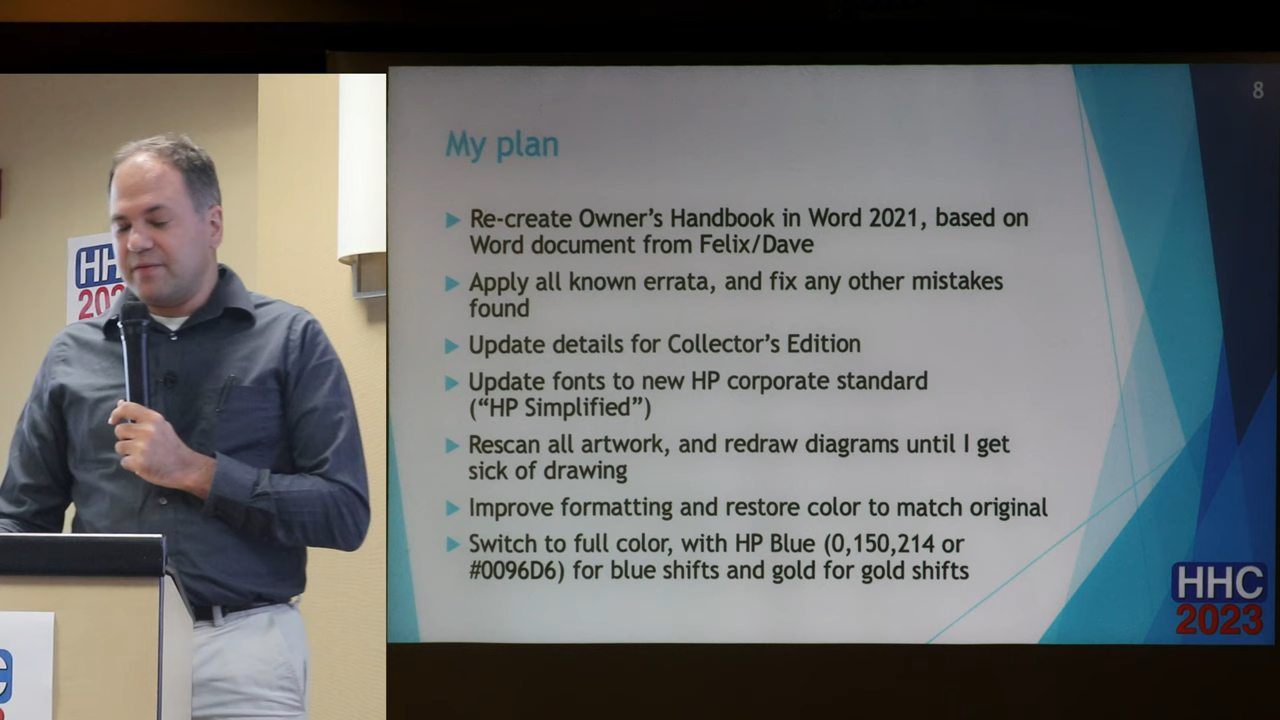 HH
202
8
My plan
Re-create Owner's Handbook in Word 2021, based on
Word document from Felix/Dave
Apply all known errata, and fix any other mistakes
found
Update details for Collector's Edition
Update fonts to new HP corporate standard
("HP Simplified")
Rescan all artwork, and redraw diagrams until I get
sick of drawing
Improve formatting and restore color to match original
Switch to full color, with HP Blue (0,150,214 or
#0096D6) for blue shifts and gold for gold shifts
HHC
2023
C